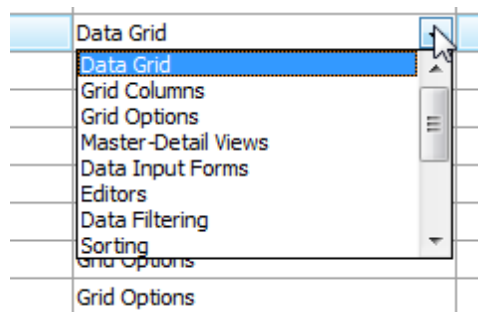 Data Grid
Data Grid
Grid Columns
Grid Options
Master-Detail Views
Data Input Forms
Editors
Data Filtering
Sorting
Grid Options
Grid Options